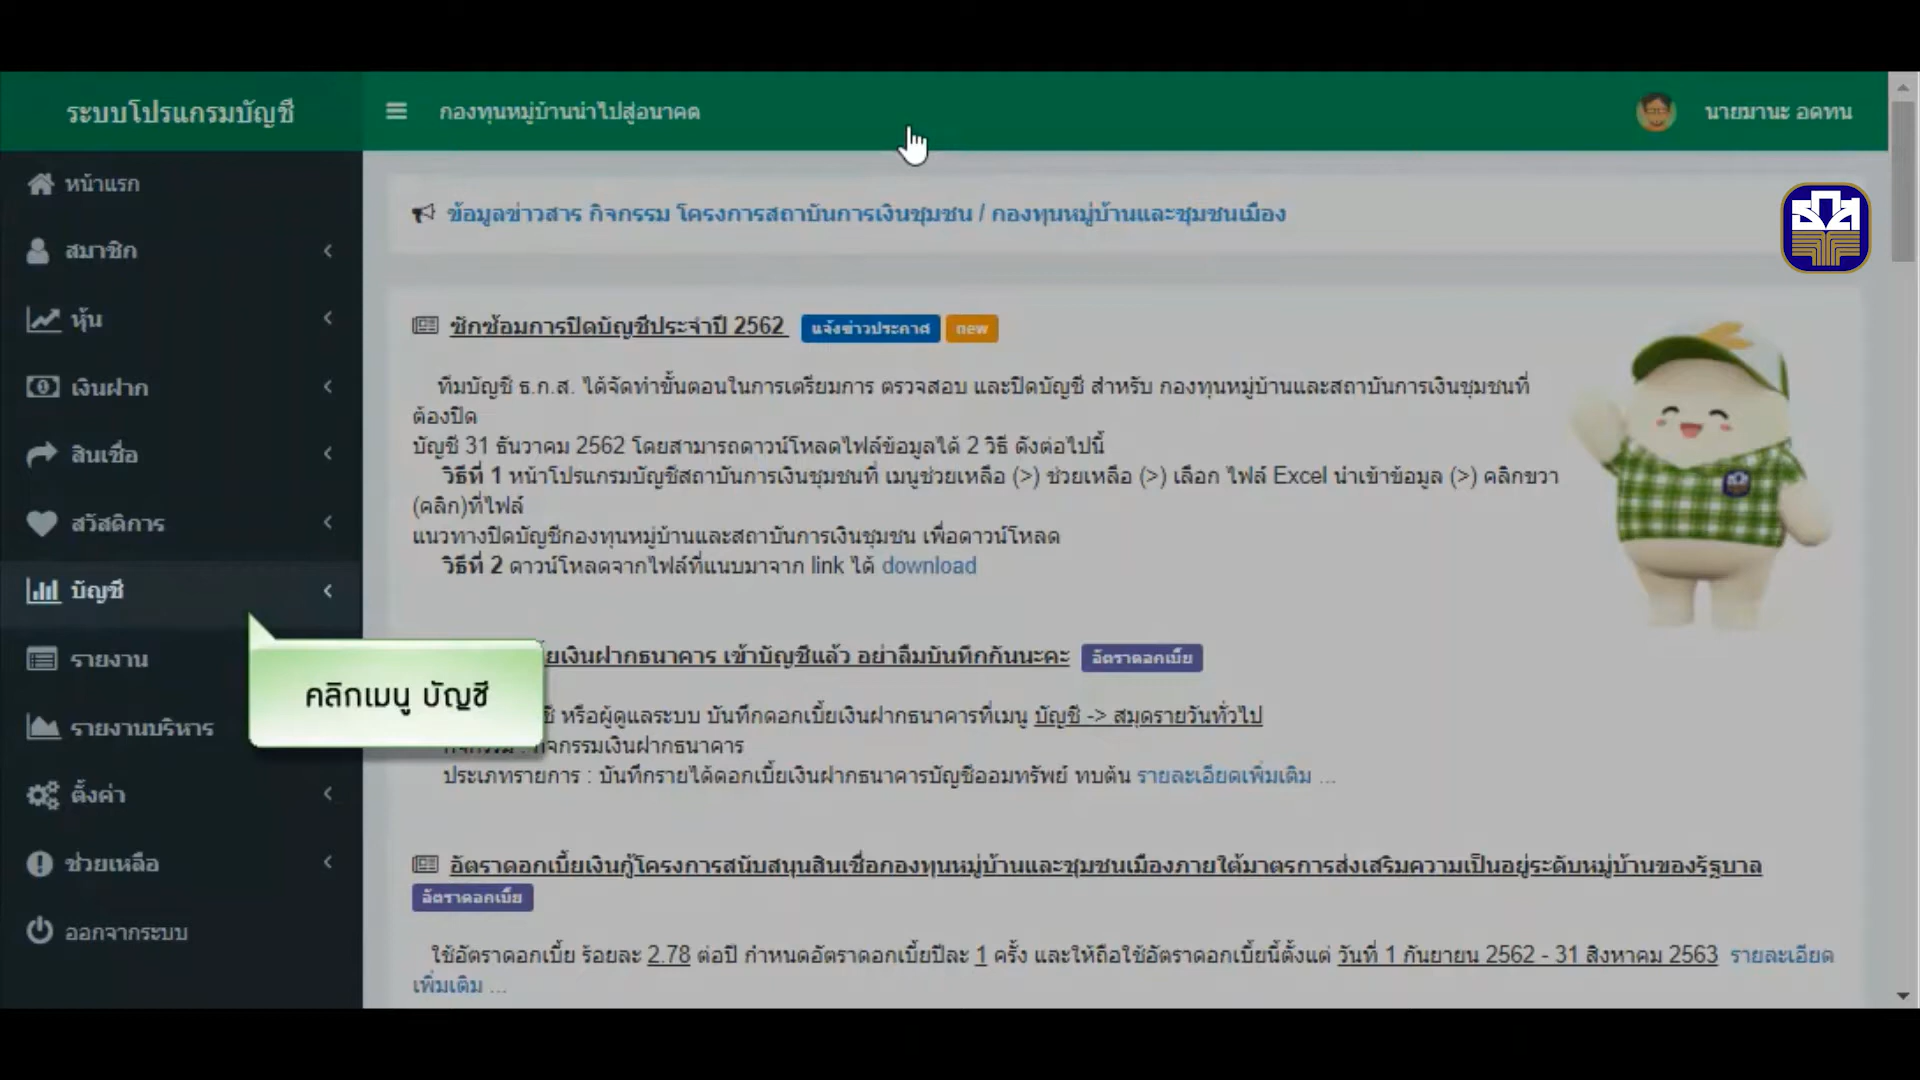 ระบบโปรแกรมบัญชี
กองทุนหมู่บ้านนำไปสู่อนาคต
นายมานะ อดทน
หน้าแรก
สมาชิก
หุ้น
เงินฝาก
สินเชื่อ
สวัสดิการ
บัญชี
รายงาน
รายงานบริหาร
ตั้งค่า
ช่วยเหลือ
ออกจากระบบ
คลิกเมนู บัญชี
ข้อมูลข่าวสาร กิจกรรม โครงการสถาบันการเงินชุมชน / กองทุนหมู่บ้านและชุมชนเมือง
ซักซ้อมการปิดบัญชีประจำปี 2562 แจ้งข่าวประกาศ new
ทีมบัญชี ธ.ก.ส. ได้จัดทำขั้นตอนในการเตรียมการ ตรวจสอบ และปิดบัญชี สำหรับ กองทุนหมู่บ้านและสถาบันการเงินชุมชนที่
ต้องปิด
บัญชี 31 ธันวาคม 2562 โดยสามารถดาวน์โหลดไฟล์ข้อมูลได้ 2 วิธี ดังต่อไปนี้
วิธีที่ 1 หน้าโปรแกรมบัญชีสถาบันการเงินชุมชนที่ เมนูช่วยเหลือ (>) ช่วยเหลือ (>) เลือก ไฟล์ Excel นำเข้าข้อมูล (>) คลิกขวา
(คลิก)ที่ไฟล์
แนวทางปิดบัญชีกองทุนหมู่บ้านและสถาบันการเงินชุมชน เพื่อดาวน์โหลด
วิธีที่ 2 ดาวน์โหลดจากไฟล์ที่แนบมาจาก link ได้ download
ยเงินฝากธนาคาร เข้าบัญชีแล้ว อย่าลืมบันทึกกันนะคะ อัตราดอกเบี้ย
ชี หรือผู้ดูแลระบบ บันทึกดอกเบี้ยเงินฝากธนาคารที่เมนู บัญชี -> สมุดรายวันทั่วไป
กิจกรรม : กิจกรรมเงินฝากธนาคาร
ประเภทรายการ : บันทึกรายได้ดอกเบี้ยเงินฝากธนาคารบัญชีออมทรัพย์ ทบต้น รายละเอียดเพิ่มเติม ...
อัตราดอกเบี้ยเงินกู้โครงการสนับสนุนสินเชื่อกองทุนหมู่บ้านและชุมชนเมืองภายใต้มาตรการส่งเสริมความเป็นอยู่ระดับหมู่บ้านของรัฐบาล
อัตราดอกเบี้ย
ใช้อัตราดอกเบี้ย ร้อยละ 2.78 ต่อปี กำหนดอัตราดอกเบี้ยปีละ 1 ครั้ง และให้ถือใช้อัตราดอกเบี้ยนี้ตั้งแต่ วันที่ 1 กันยายน 2562 - 31 สิงหาคม 2563 รายละเอียด
เพิ่มเติม ...